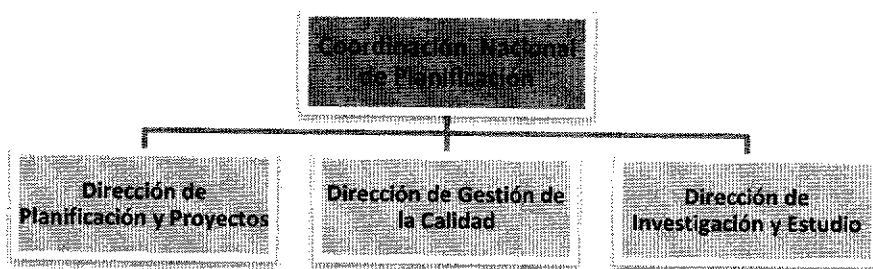 Coordinación Nacional
de Planificación
Dirección de
Planificación y Proyectos
Dirección de Gestión de
la Calidad
Dirección de
Investigación y Estudio